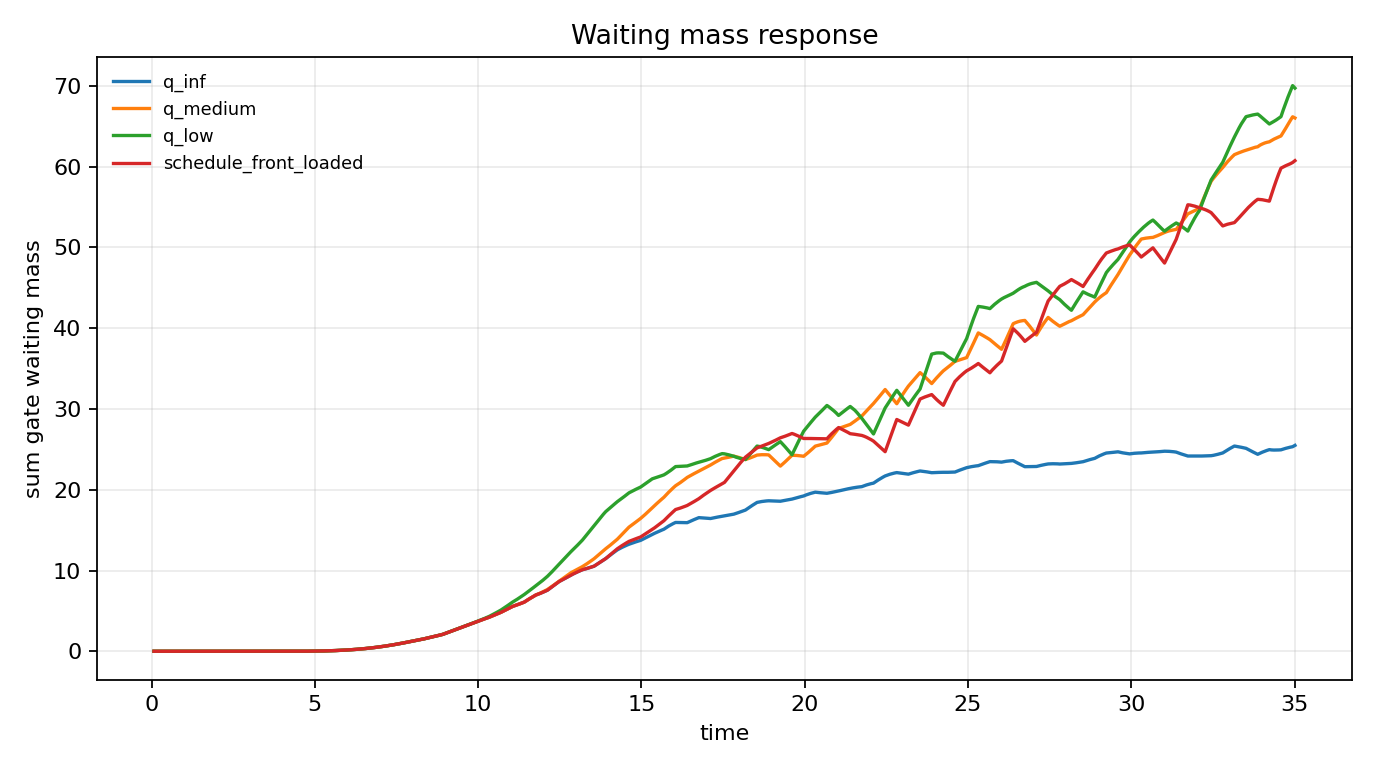 Waiting mass response
q_inf
q_medium
q_low
schedule_front_loaded
sum gate waiting mass
70
60
50
40
30
20
10
0
0 5 10 15 20 25 30 35
time